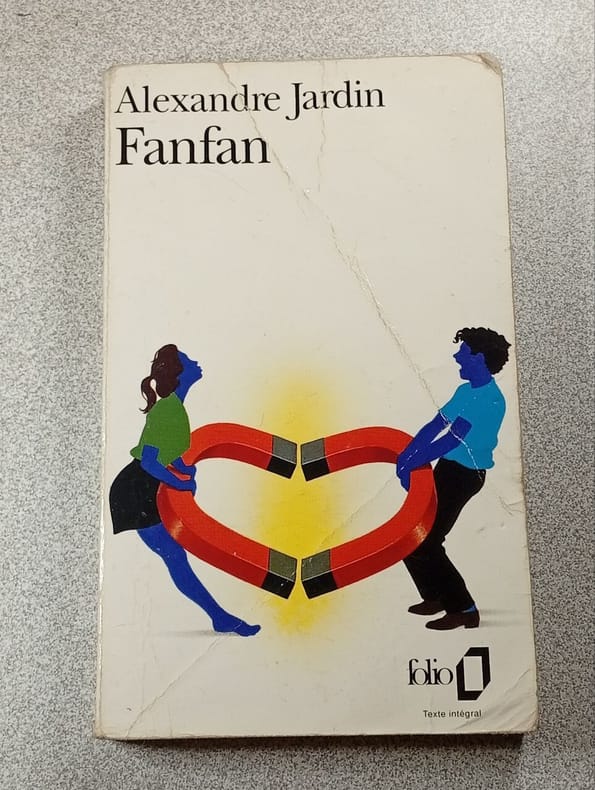 Alexandre Jardin
Fanfan
folio
Texte intégral